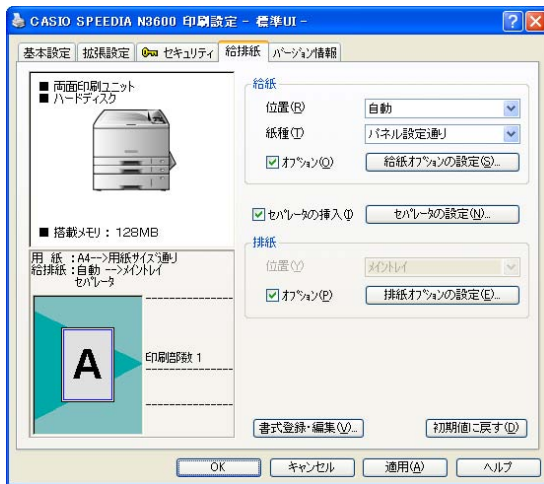 CASIO SPEEDIA N3600 印刷設定 - 標準UI -
基本設定 拡張設定 セキュリティ 給排紙 バージョン情報
■ 両面印刷ユニット
■ ハードディスク
■ 搭載メモリ: 128MB
用 紙 :A4-->用紙サイズ通り
給排紙:自動 -->メイントレイ
セパレータ
A
印刷部数 1
給紙
位置(R) 自動
紙種(T) パネル設定通り
オプション(O) 給紙オプションの設定(S)...
セパレータの挿入(I) セパレータの設定(N)...
排紙
位置(Y) メイントレイ
オプション(P) 排紙オプションの設定(E)...
書式登録・編集(V)... 初期値に戻す(D)
OK キャンセル 適用(A) ヘルプ